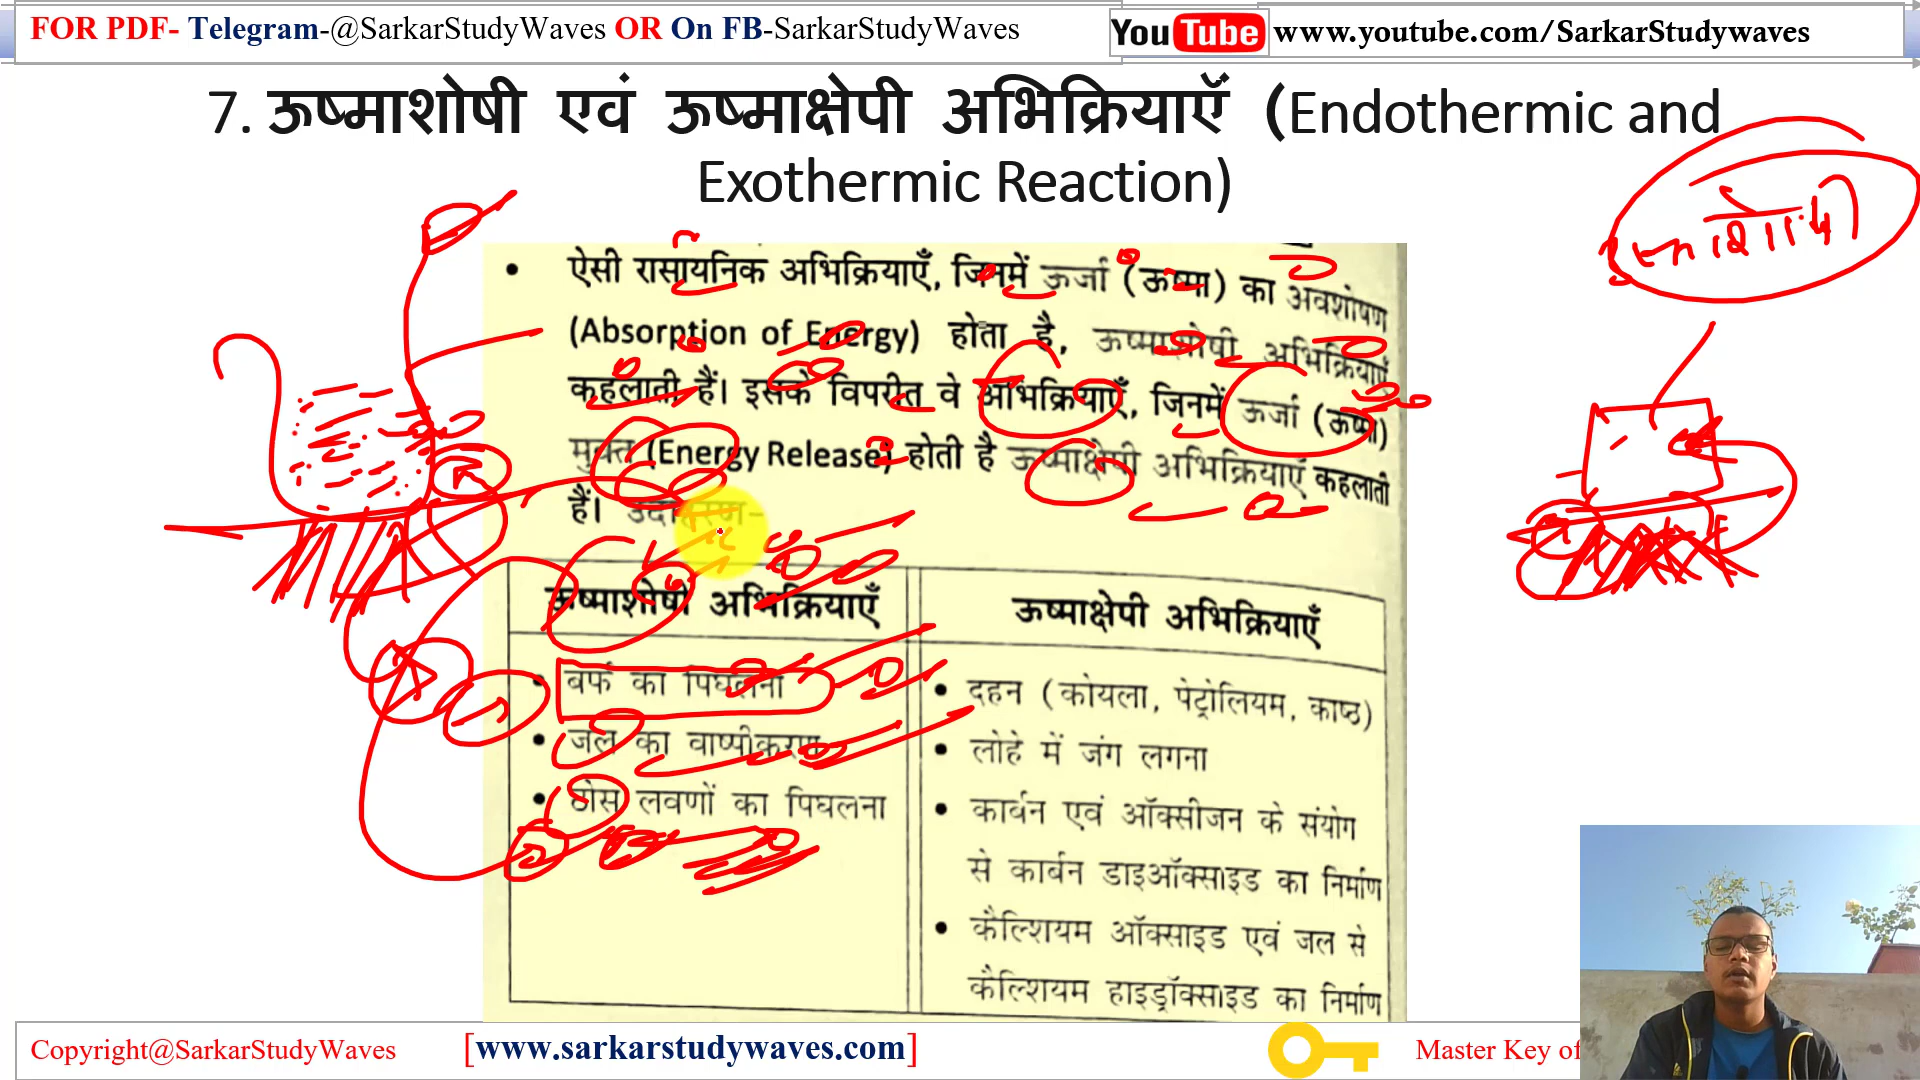 FOR PDF- Telegram-@SarkarStudyWaves OR On FB-SarkarStudyWaves
YouTube www.youtube.com/SarkarStudywaves
7. ऊष्माशोषी एवं ऊष्माक्षेपी अभिक्रियाएँ (Endothermic and
Exothermic Reaction)
• ऐसी रासायनिक अभिक्रियाएँ, जिनमें ऊर्जा (ऊष्मा) का अवशोषण
(Absorption of Energy) होता है, ऊष्माशोषी अभिक्रियाएं
कहलाती हैं। इसके विपरीत वे अभिक्रियाएँ, जिनमें ऊर्जा (ऊष्मा)
मुक्त (Energy Release) होती है ऊष्माक्षेपी अभिक्रियाएँ कहलाती
हैं। उदाहरण-
ऊष्माशोषी अभिक्रियाएँ
• बर्फ का पिघलना
• जल का वाष्पीकरण
• ठोस लवणों का पिघलना
ऊष्माक्षेपी अभिक्रियाएँ
• दहन (कोयला, पेट्रोलियम, काष्ठ)
• लोहे में जंग लगना
• कार्बन एवं ऑक्सीजन के संयोग
से कार्बन डाइऑक्साइड का निर्माण
• कैल्शियम ऑक्साइड एवं जल से
कैल्शियम हाइड्रॉक्साइड का निर्माण
Copyright@SarkarStudyWaves
[www.sarkarstudywaves.com]
Master Key of